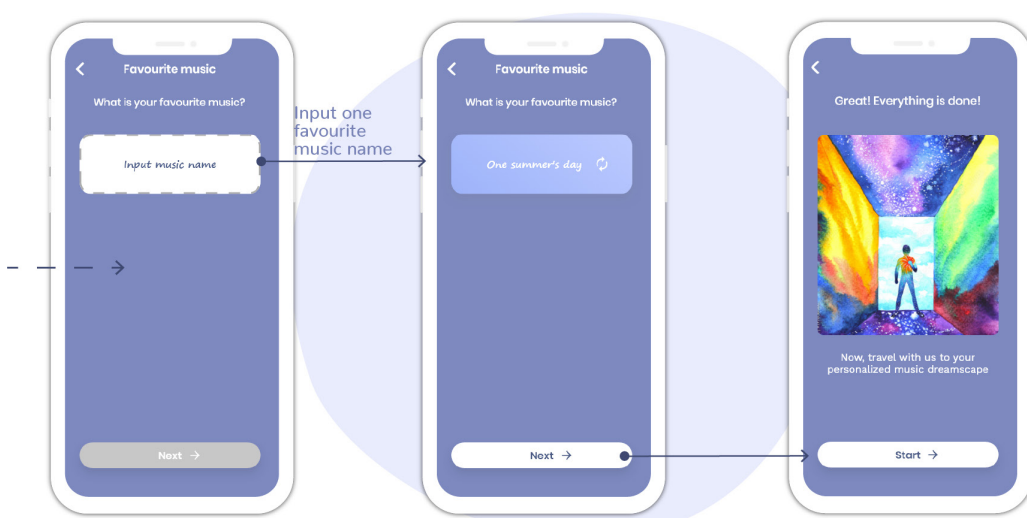 Favourite music
What is your favourite music?
Input music name
Next →
Input one
favourite
music name
Favourite music
What is your favourite music?
One summer's day
Next →
Great! Everything is done!
Now, travel with us to your
personalized music dreamscape
Start →